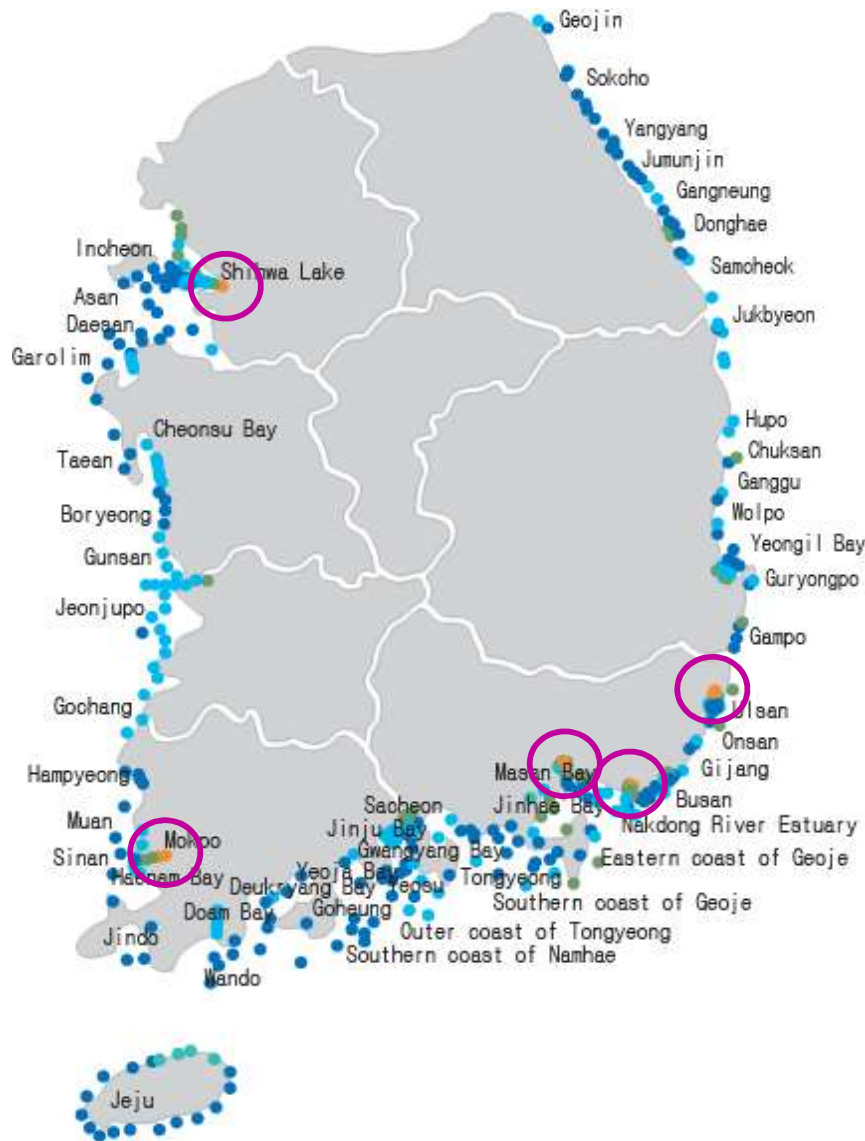 Geojin
Sokcho
Yangyang
Jumunjin
Gangneung
Donghae
Incheon
Shihwa Lake
Samcheok
Asan
Daesan
Jukbyeon
Garolim
Hupo
Cheonsu Bay
Chuksan
Taean
Ganggu
Boryeong
Wolpo
Yeongil Bay
Gunsan
Guryongpo
Jeonjupo
Gampo
Gochang
Ulsan
Onsan
Hampyeong
Masan Bay
Gijang
Sacheon
Jinhae Bay
Busan
Muan
Jinju Bay
Nakdong River Estuary
Mokpo
Gwangyang Bay
Sinan
Eastern coast of Geoje
Haenam Bay
Yeoja Bay
Tongyeong
Deukryang Bay
Yeosu
Southern coast of Geoje
Doam Bay
Goheung
Outer coast of Tongyeong
Jindo
Southern coast of Namhae
Wando
Jeju